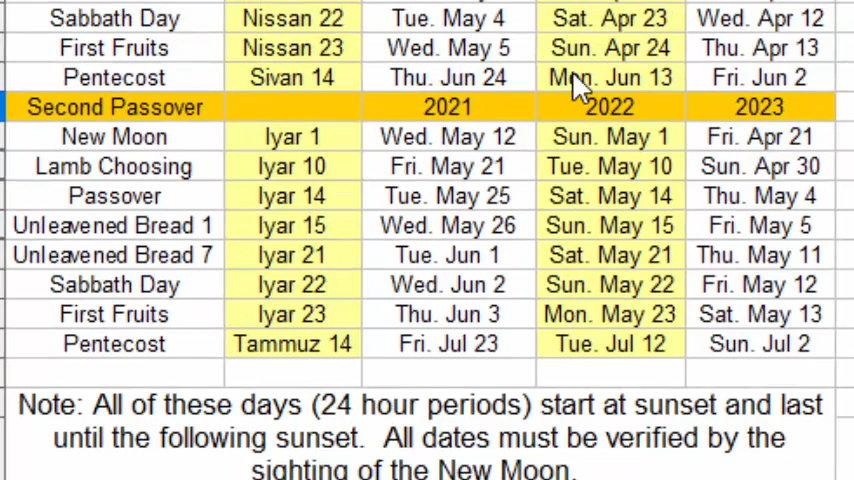 Sabbath Day Nissan 22 Tue. May 4 Sat. Apr 23 Wed. Apr 12
First Fruits Nissan 23 Wed. May 5 Sun. Apr 24 Thu. Apr 13
Pentecost Sivan 14 Thu. Jun 24 Mon. Jun 13 Fri. Jun 2
Second Passover 2021 2022 2023
New Moon Iyar 1 Wed. May 12 Sun. May 1 Fri. Apr 21
Lamb Choosing Iyar 10 Fri. May 21 Tue. May 10 Sun. Apr 30
Passover Iyar 14 Tue. May 25 Sat. May 14 Thu. May 4
Unleavened Bread 1 Iyar 15 Wed. May 26 Sun. May 15 Fri. May 5
Unleavened Bread 7 Iyar 21 Tue. Jun 1 Sat. May 21 Thu. May 11
Sabbath Day Iyar 22 Wed. Jun 2 Sun. May 22 Fri. May 12
First Fruits Iyar 23 Thu. Jun 3 Mon. May 23 Sat. May 13
Pentecost Tammuz 14 Fri. Jul 23 Tue. Jul 12 Sun. Jul 2
Note: All of these days (24 hour periods) start at sunset and last
until the following sunset. All dates must be verified by the
sighting of the New Moon.